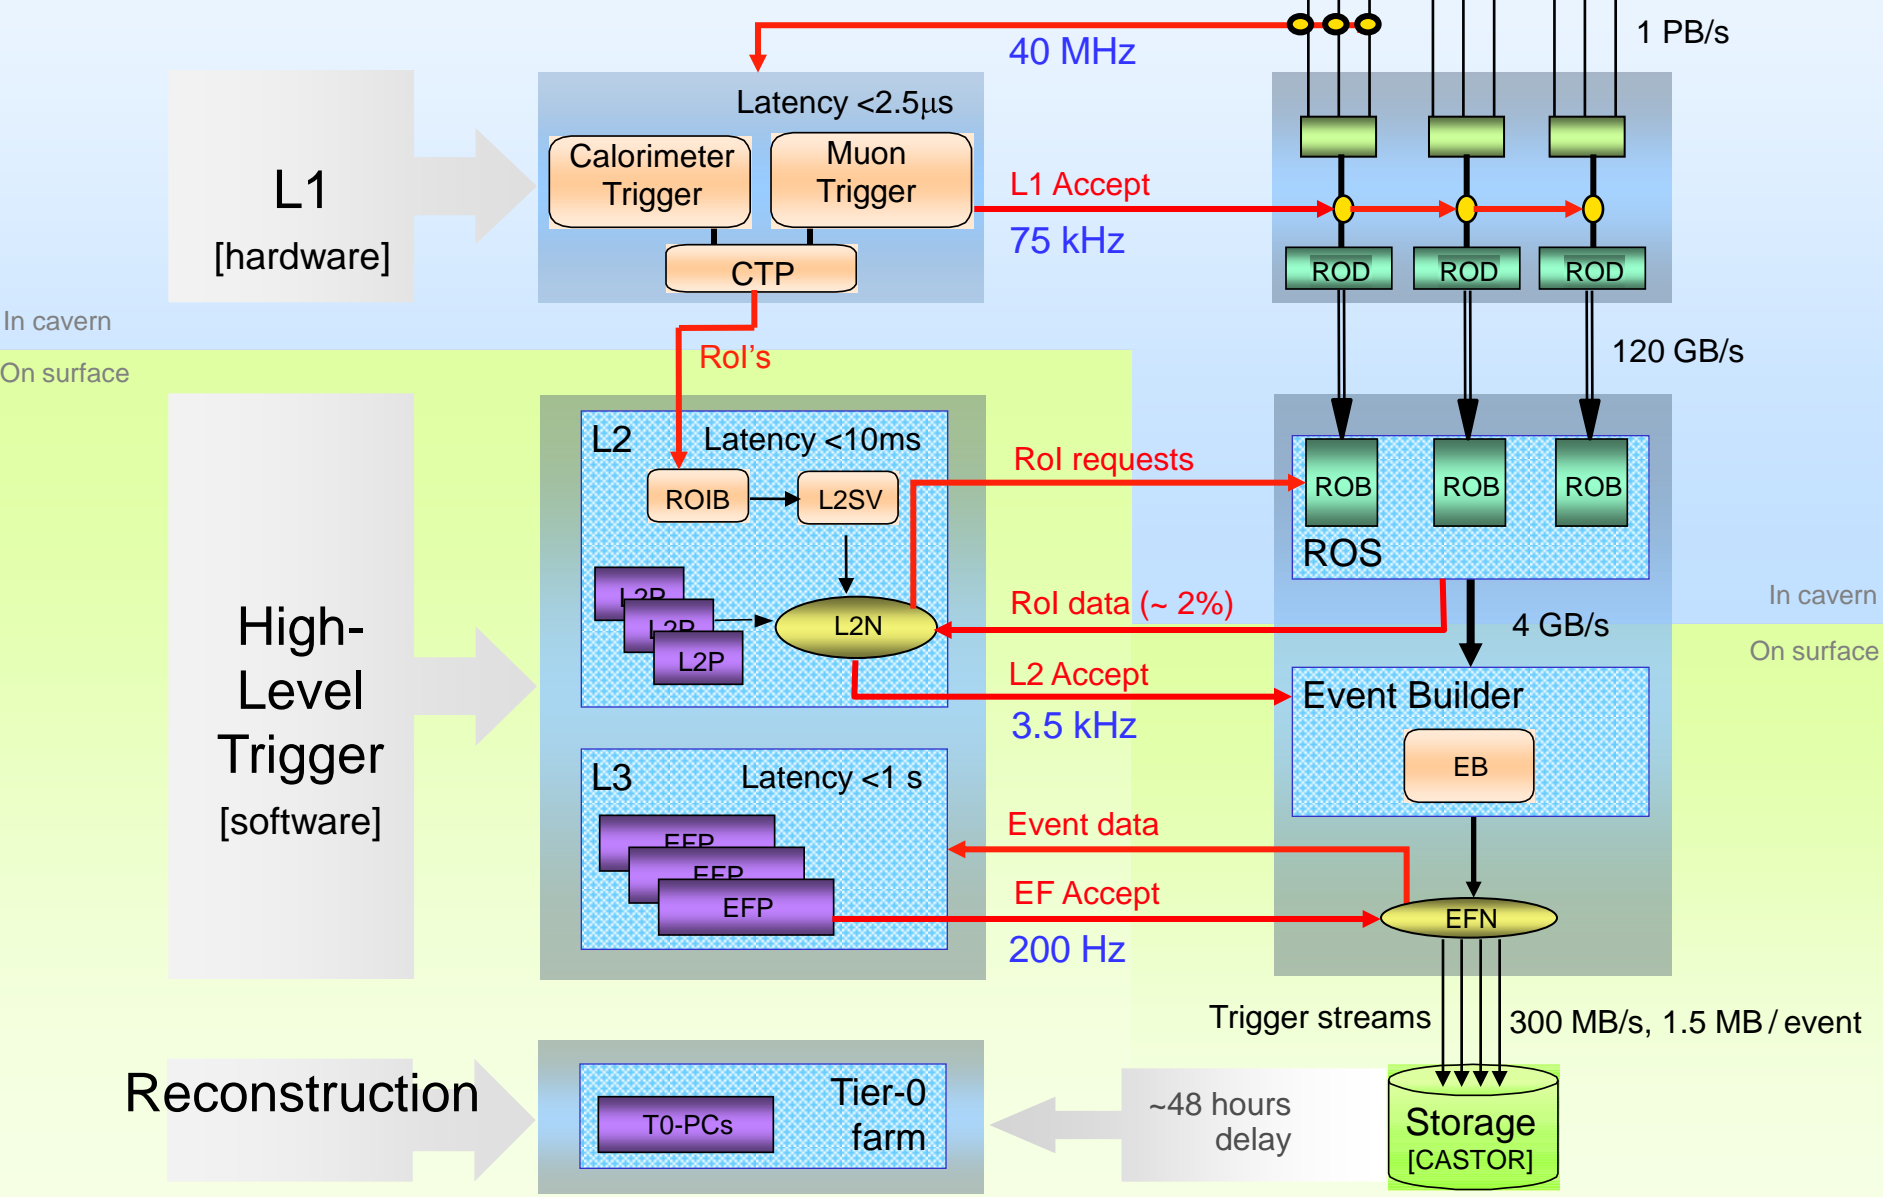 1 PB/s
40 MHz
Latency <2.5μs
Calorimeter
Trigger
Muon
Trigger
CTP
L1
[hardware]
L1 Accept
75 kHz
ROD
ROD
ROD
In cavern
On surface
RoI's
120 GB/s
L2
Latency <10ms
ROIB
L2SV
L2P
L2P
L2P
L2N
RoI requests
ROB
ROB
ROB
ROS
RoI data (~ 2%)
4 GB/s
In cavern
On surface
High-
Level
Trigger
[software]
L2 Accept
3.5 kHz
Event Builder
EB
L3
Latency <1 s
EFP
EFP
EFP
Event data
EF Accept
200 Hz
EFN
Trigger streams
300 MB/s, 1.5 MB / event
Reconstruction
T0-PCs
Tier-0
farm
~48 hours
delay
Storage
[CASTOR]